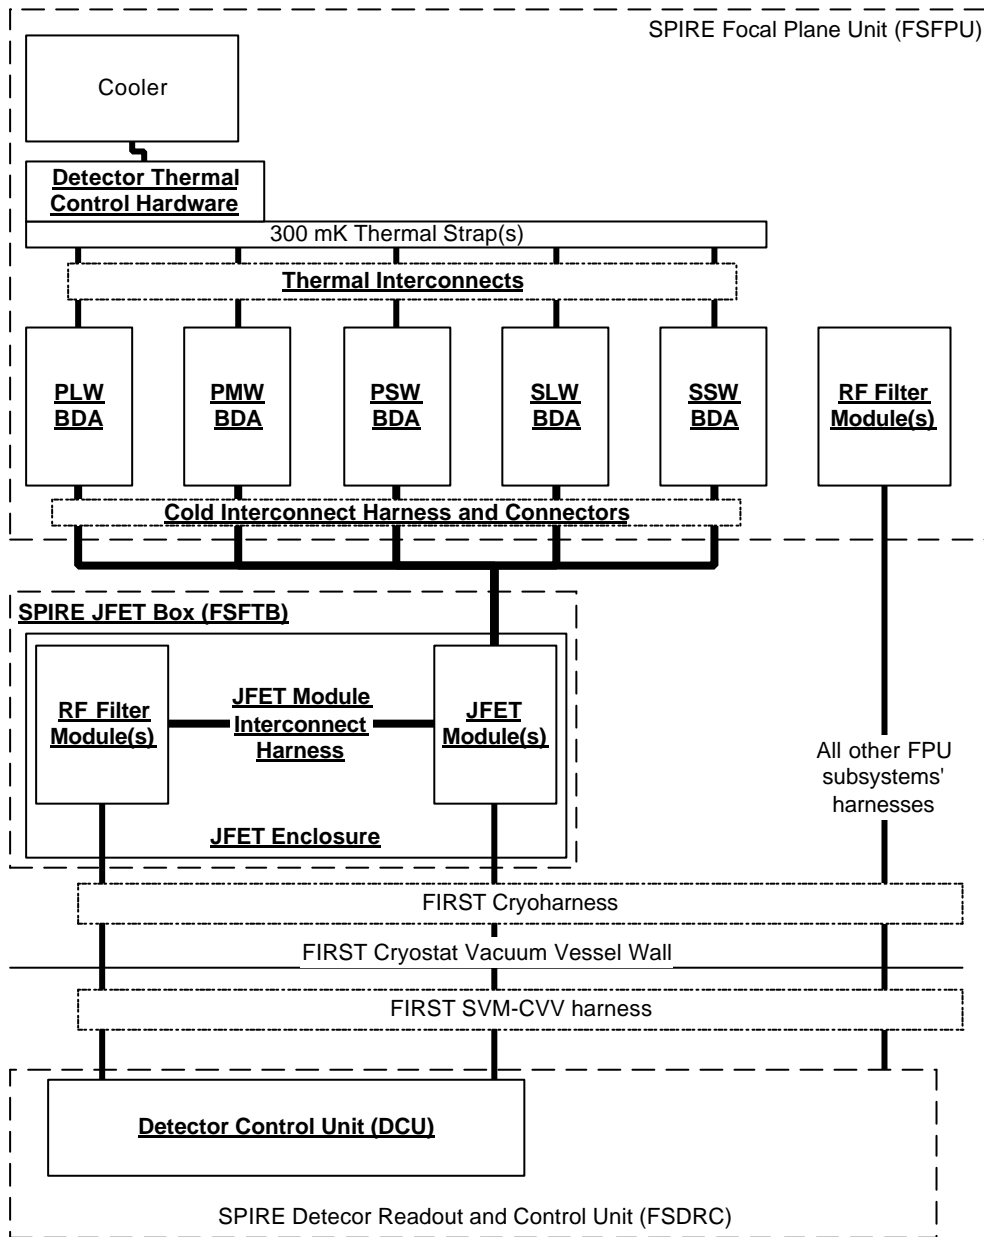 SPIRE Focal Plane Unit (FSFPU)
Cooler
Detector Thermal
Control Hardware
300 mK Thermal Strap(s)
Thermal Interconnects
PLW
BDA
PMW
BDA
PSW
BDA
SLW
BDA
SSW
BDA
RF Filter
Module(s)
Cold Interconnect Harness and Connectors
SPIRE JFET Box (FSFTB)
RF Filter
Module(s)
JFET Module
Interconnect
Harness
JFET
Module(s)
All other FPU
subsystems'
harnesses
JFET Enclosure
FIRST Cryoharness
FIRST Cryostat Vacuum Vessel Wall
FIRST SVM-CVV harness
Detector Control Unit (DCU)
SPIRE Detecor Readout and Control Unit (FSDRC)